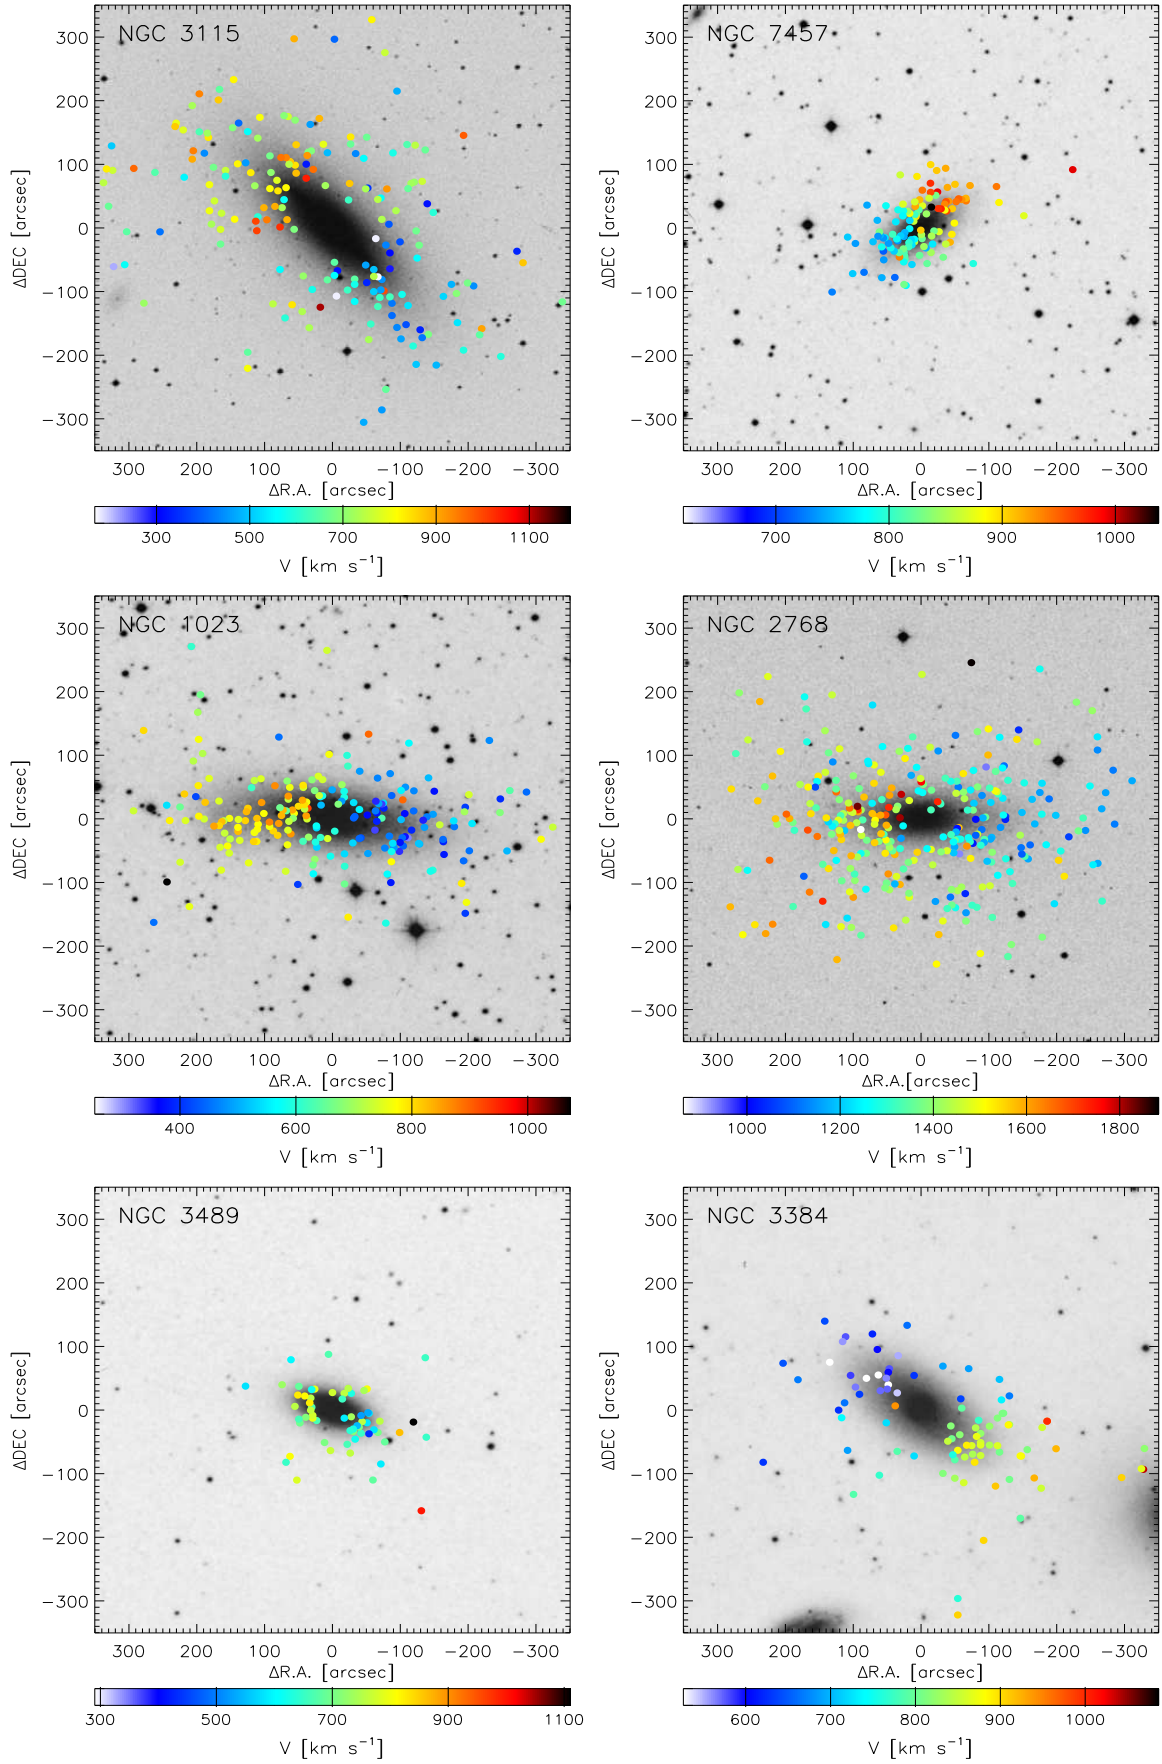 NGC 3115
300
200
100
0
−100
−200
−300
ΔDEC [arcsec]
300 200 100 0 −100 −200 −300
ΔR.A. [arcsec]
300 500 700 900 1100
V [km s⁻¹]
NGC 7457
300
200
100
0
−100
−200
−300
ΔDEC [arcsec]
300 200 100 0 −100 −200 −300
ΔR.A. [arcsec]
700 800 900 1000
V [km s⁻¹]
NGC 1023
300
200
100
0
−100
−200
−300
ΔDEC [arcsec]
300 200 100 0 −100 −200 −300
ΔR.A. [arcsec]
400 600 800 1000
V [km s⁻¹]
NGC 2768
300
200
100
0
−100
−200
−300
ΔDEC [arcsec]
300 200 100 0 −100 −200 −300
ΔR.A.[arcsec]
1000 1200 1400 1600 1800
V [km s⁻¹]
NGC 3489
300
200
100
0
−100
−200
−300
ΔDEC [arcsec]
300 200 100 0 −100 −200 −300
ΔR.A. [arcsec]
300 500 700 900 1100
V [km s⁻¹]
NGC 3384
300
200
100
0
−100
−200
−300
ΔDEC [arcsec]
300 200 100 0 −100 −200 −300
ΔR.A. [arcsec]
600 700 800 900 1000
V [km s⁻¹]